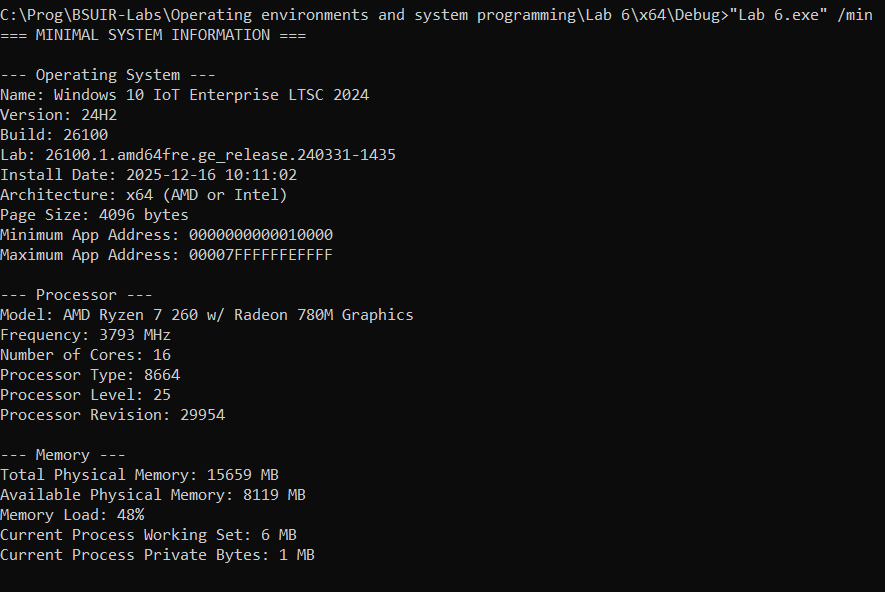 C:\Prog\BSUIR-Labs\Operating environments and system programming\Lab 6\x64\Debug>"Lab 6.exe" /min
=== MINIMAL SYSTEM INFORMATION ===
--- Operating System ---
Name: Windows 10 IoT Enterprise LTSC 2024
Version: 24H2
Build: 26100
Lab: 26100.1.amd64fre.ge_release.240331-1435
Install Date: 2025-12-16 10:11:02
Architecture: x64 (AMD or Intel)
Page Size: 4096 bytes
Minimum App Address: 0000000000010000
Maximum App Address: 00007FFFFFFEFFFF
--- Processor ---
Model: AMD Ryzen 7 260 w/ Radeon 780M Graphics
Frequency: 3793 MHz
Number of Cores: 16
Processor Type: 8664
Processor Level: 25
Processor Revision: 29954
--- Memory ---
Total Physical Memory: 15659 MB
Available Physical Memory: 8119 MB
Memory Load: 48%
Current Process Working Set: 6 MB
Current Process Private Bytes: 1 MB